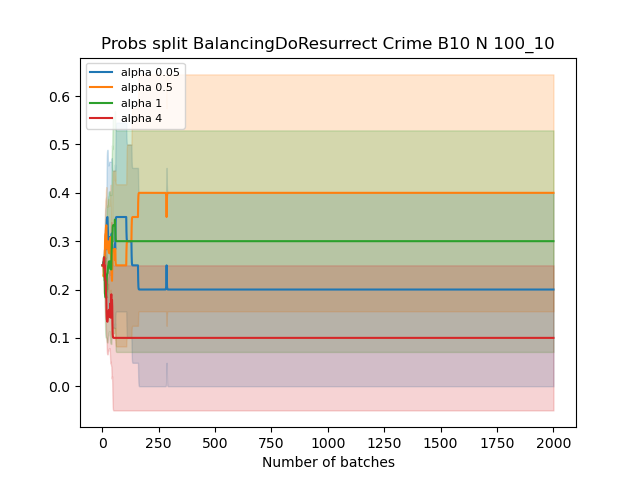 Probs split BalancingDoResurrect Crime B10 N 100_10
alpha 0.05
alpha 0.5
alpha 1
alpha 4
0.6
0.5
0.4
0.3
0.2
0.1
0.0
0 250 500 750 1000 1250 1500 1750 2000
Number of batches